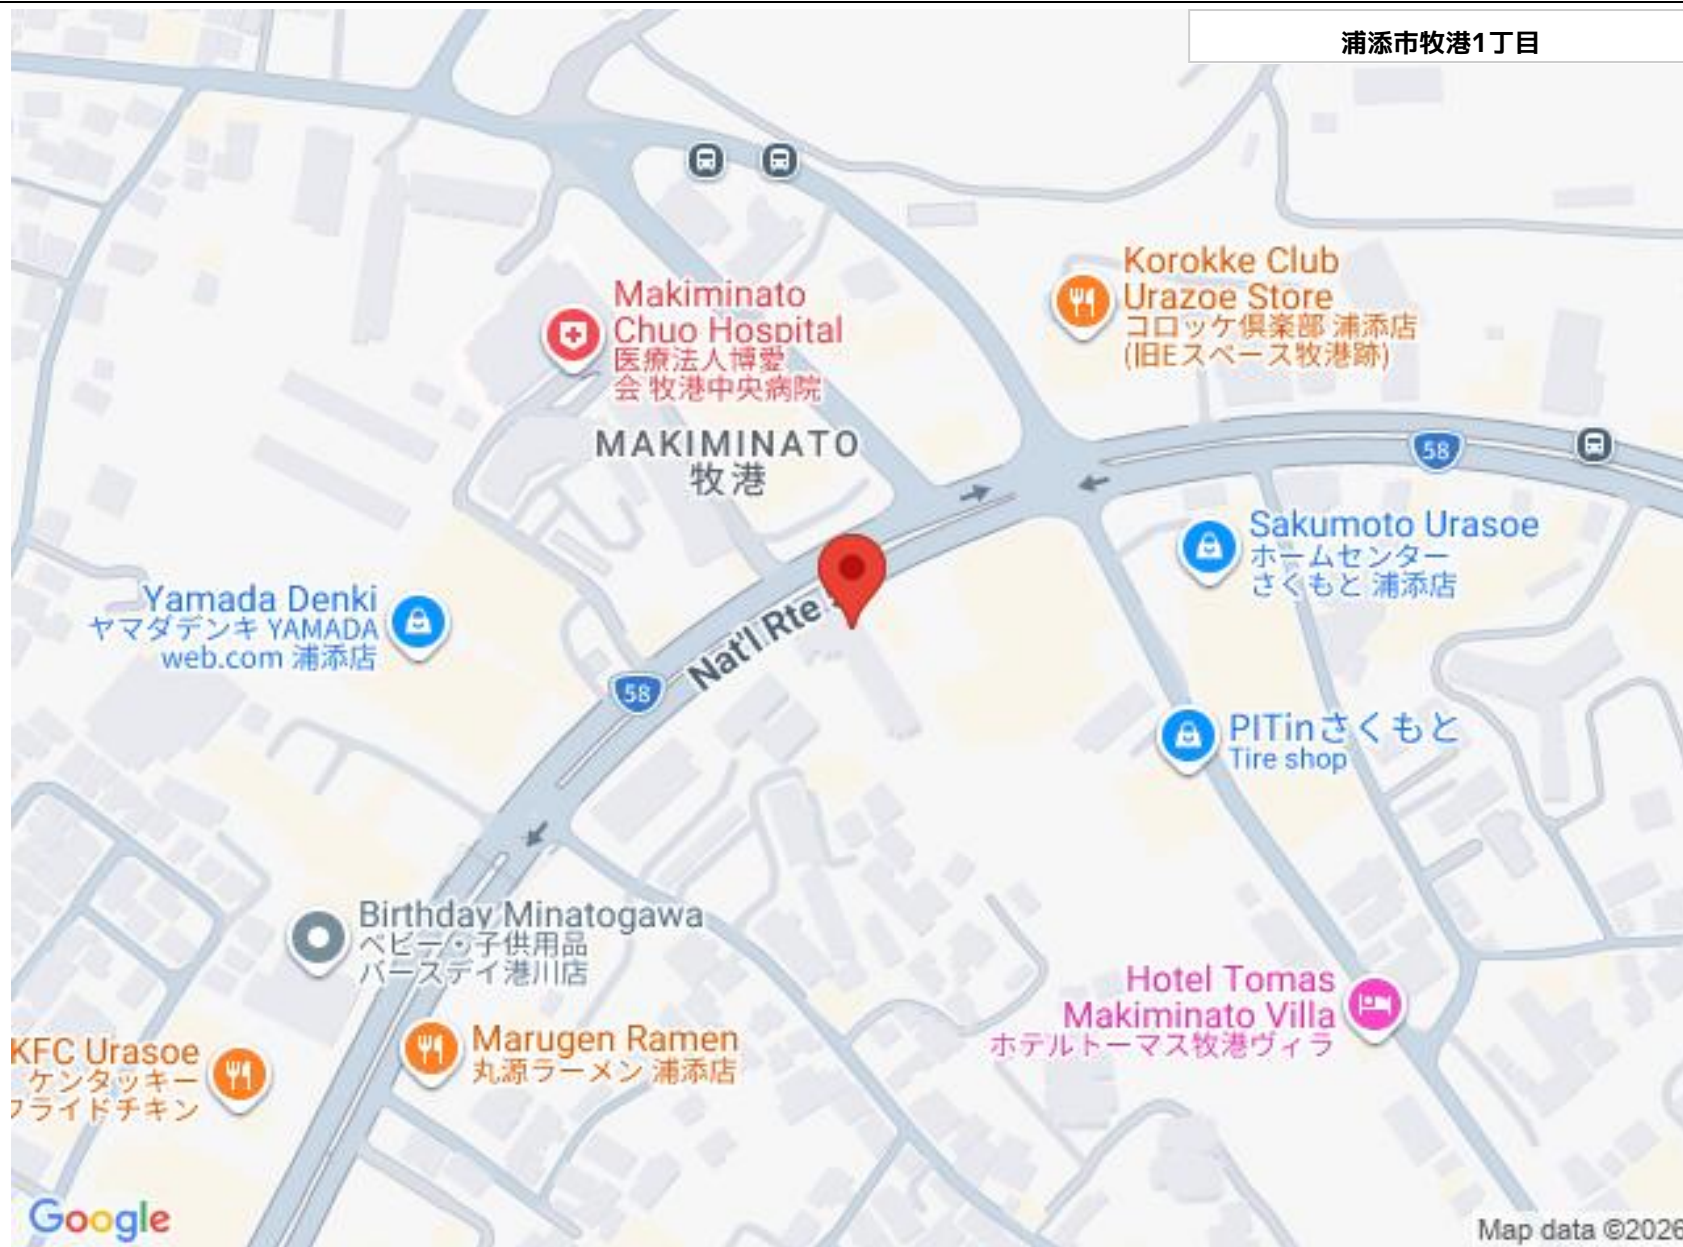 浦添市牧港1丁目
Korokke Club
Urazoe Store
コロッケ倶楽部 浦添店
(旧Eスペース牧港跡)
Makiminato
Chuo Hospital
医療法人博愛
会 牧港中央病院
MAKIMINATO
牧港
58
Sakumoto Urasoe
ホームセンター
さくもと 浦添店
Yamada Denki
ヤマダデンキ YAMADA
web.com 浦添店
Nat'l Rte
58
PITinさくもと
Tire shop
Birthday Minatogawa
ベビー・子供用品
バースデイ港川店
Hotel Tomas
Makiminato Villa
ホテルトーマス牧港ヴィラ
KFC Urasoe
ケンタッキー
フライドチキン
Marugen Ramen
丸源ラーメン 浦添店
Google
Map data ©2026